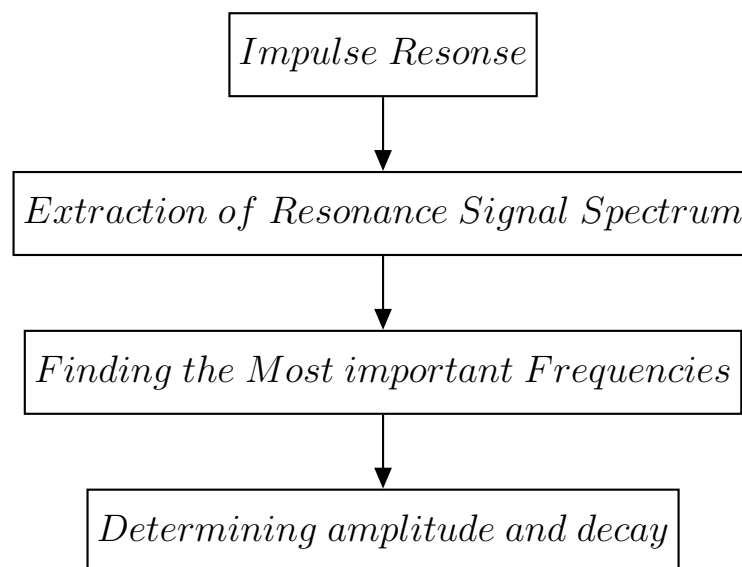 Impulse Resonse
Extraction of Resonance Signal Spectrum
Finding the Most important Frequencies
Determining amplitude and decay